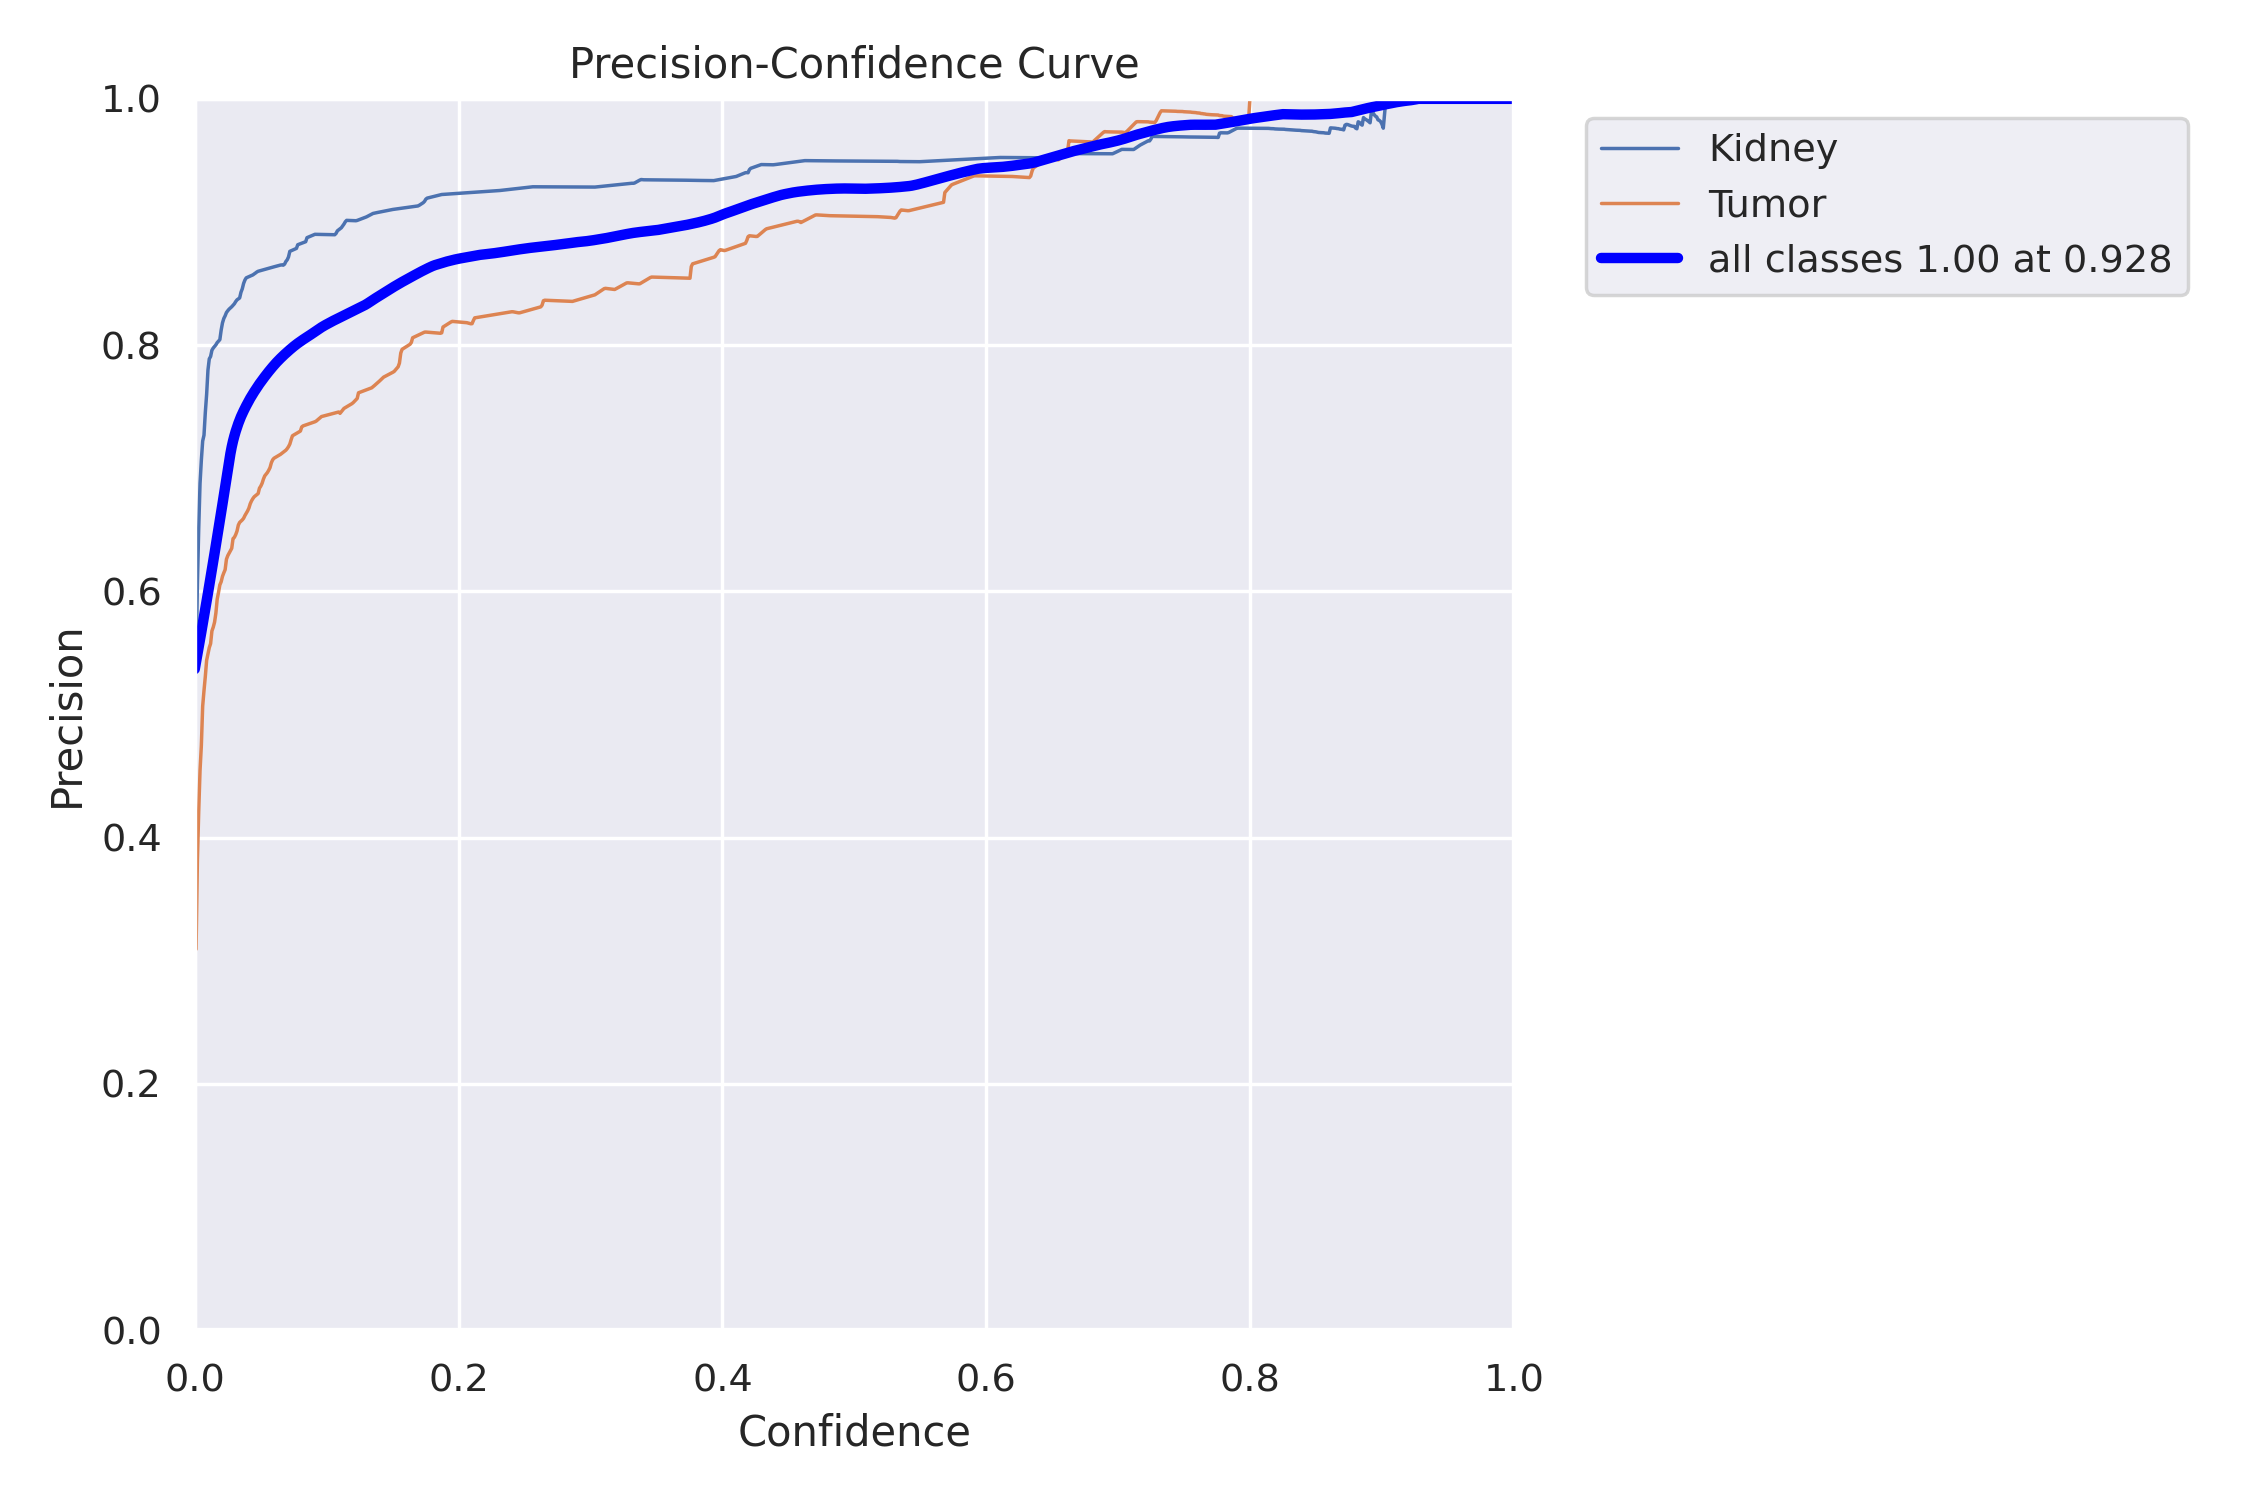 Precision-Confidence Curve
1.0
0.8
0.6
0.4
0.2
0.0
Precision
0.0 0.2 0.4 0.6 0.8 1.0
Confidence
Kidney
Tumor
all classes 1.00 at 0.928